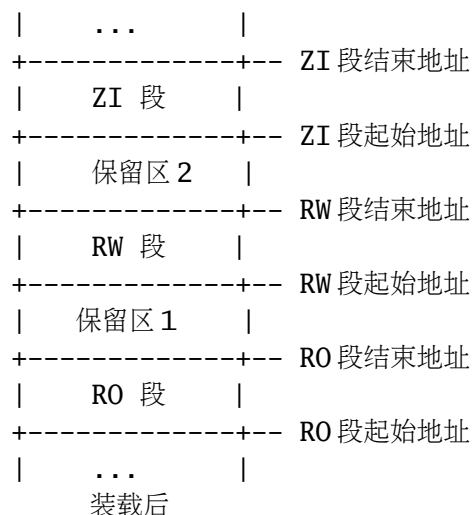 |    ...      |
+-------------+-- ZI 段结束地址
|    ZI 段    |
+-------------+-- ZI 段起始地址
|    保留区 2   |
+-------------+-- RW 段结束地址
|    RW 段    |
+-------------+-- RW 段起始地址
|   保留区 1    |
+-------------+-- RO 段结束地址
|    RO 段    |
+-------------+-- RO 段起始地址
|    ...      |
装载后